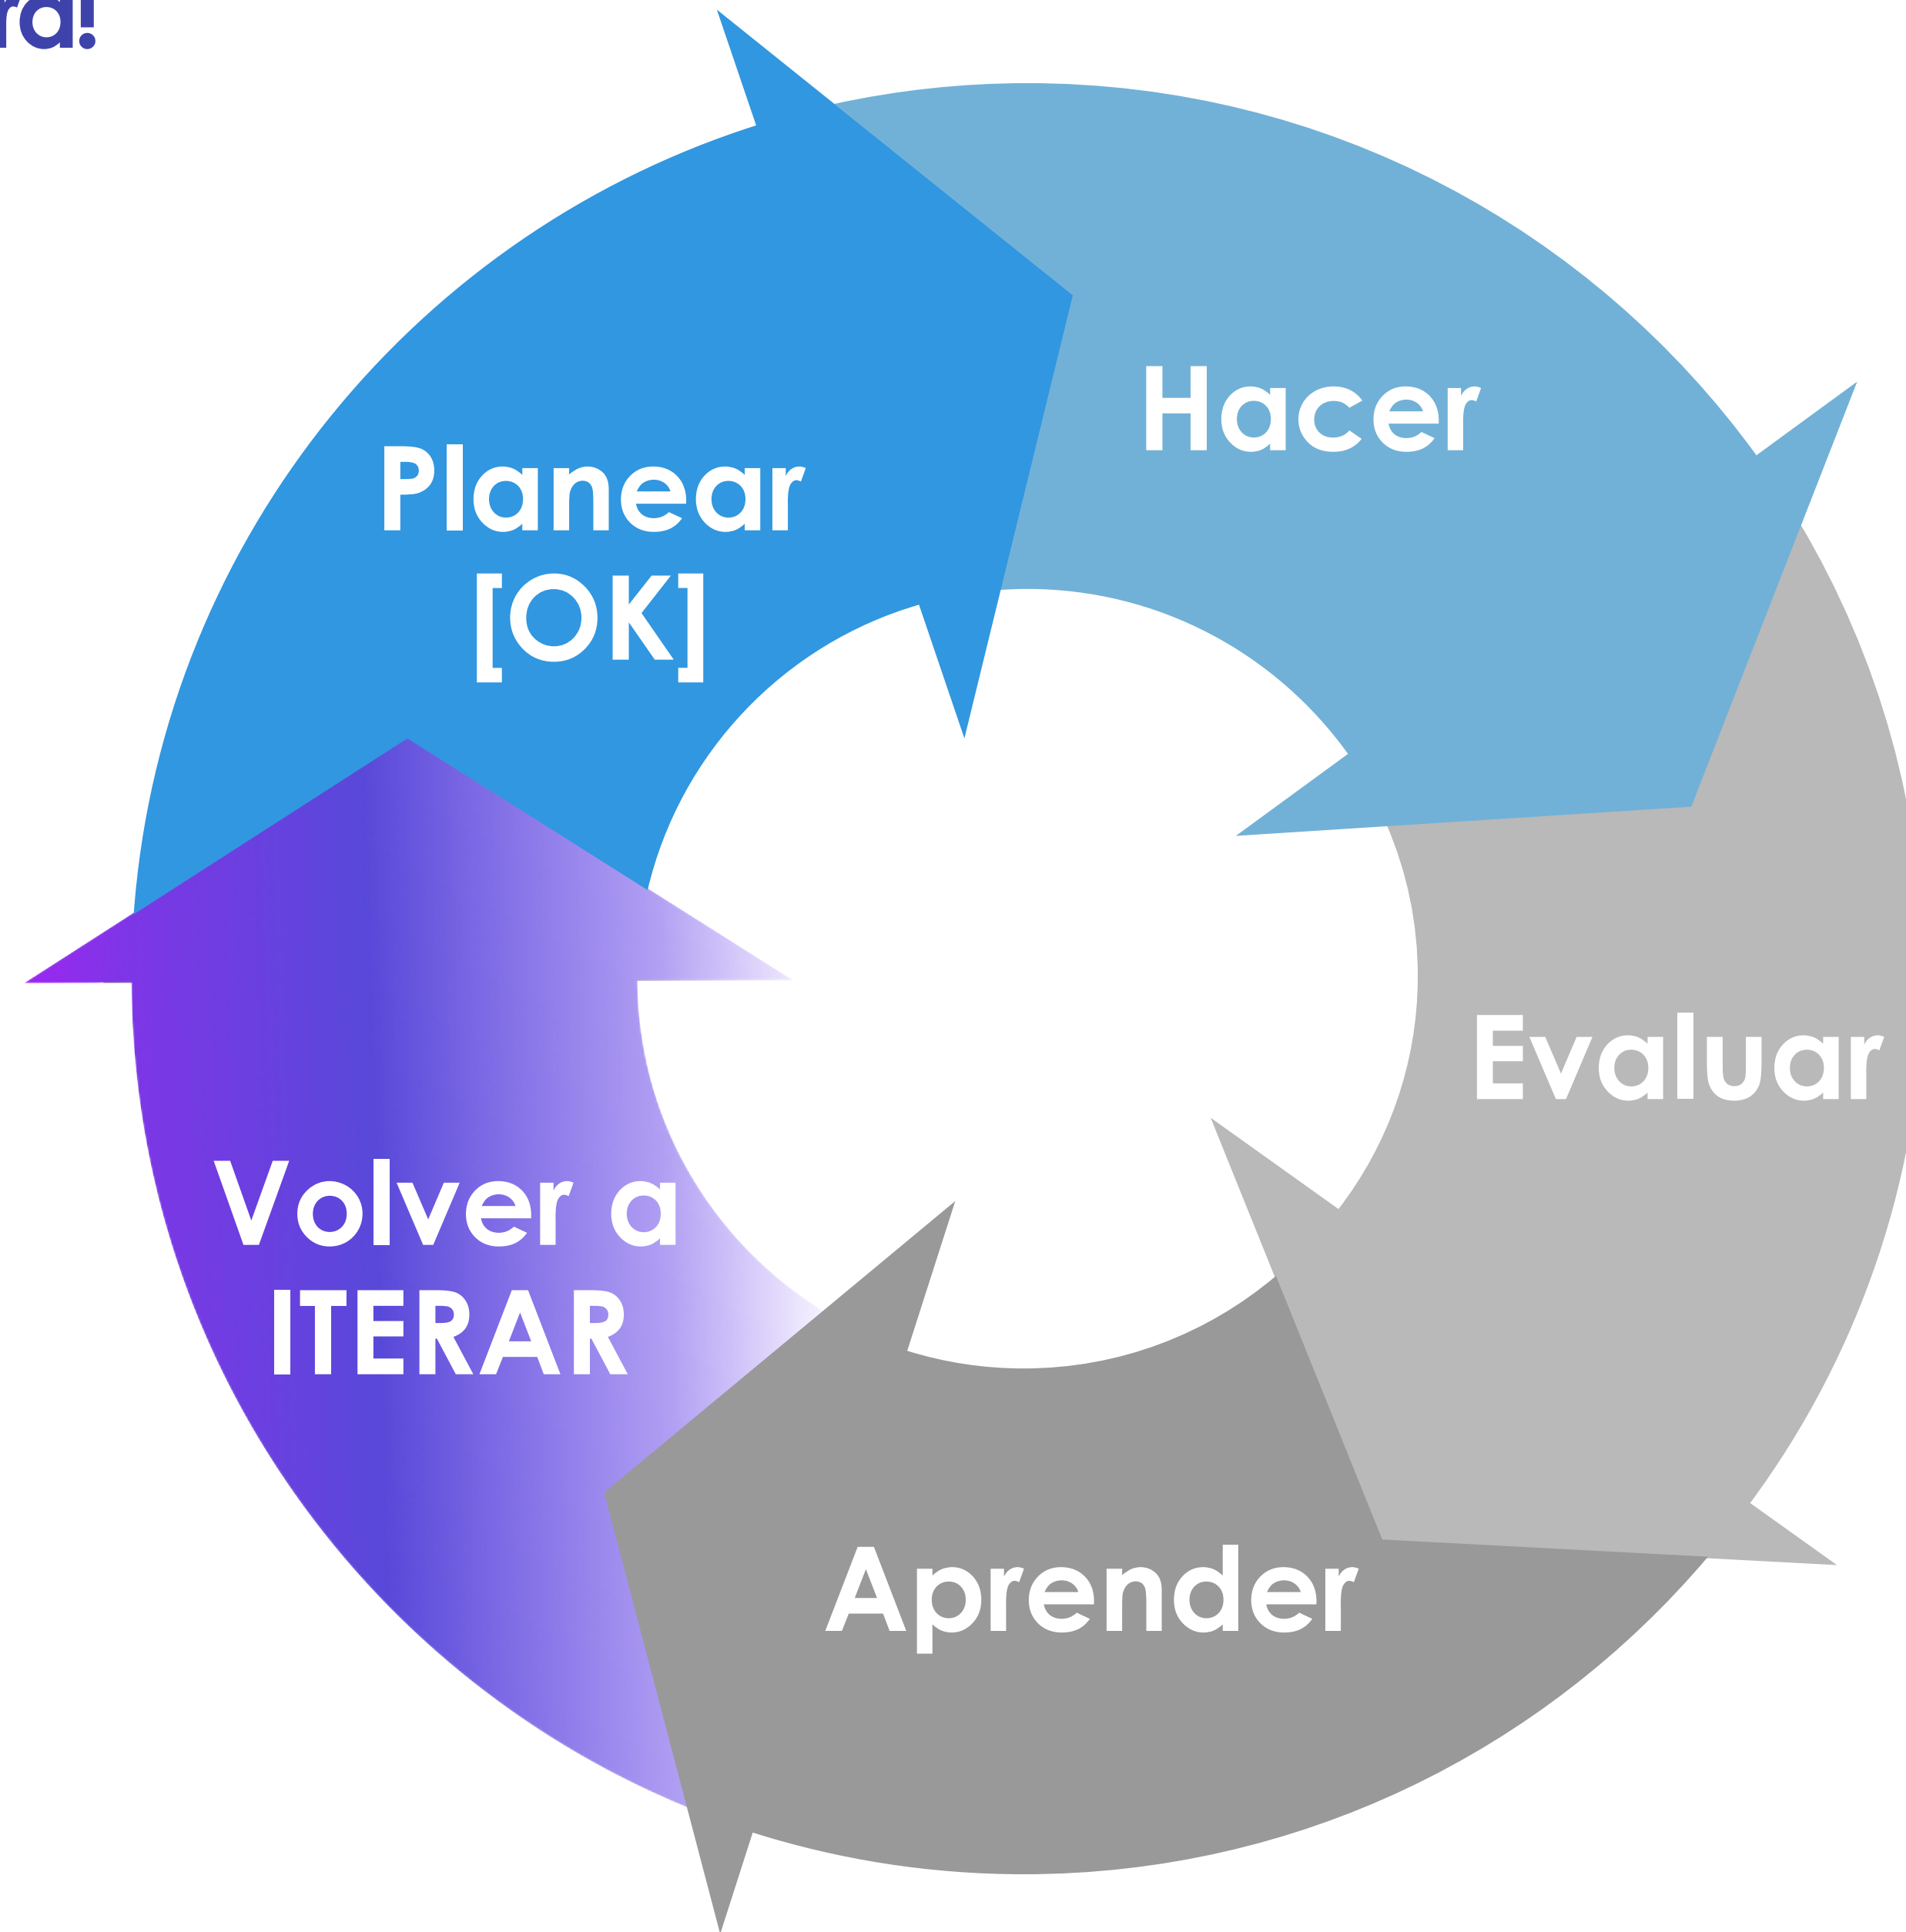 Planear
[OK]
Hacer
Evaluar
Aprender
Volver a
ITERAR